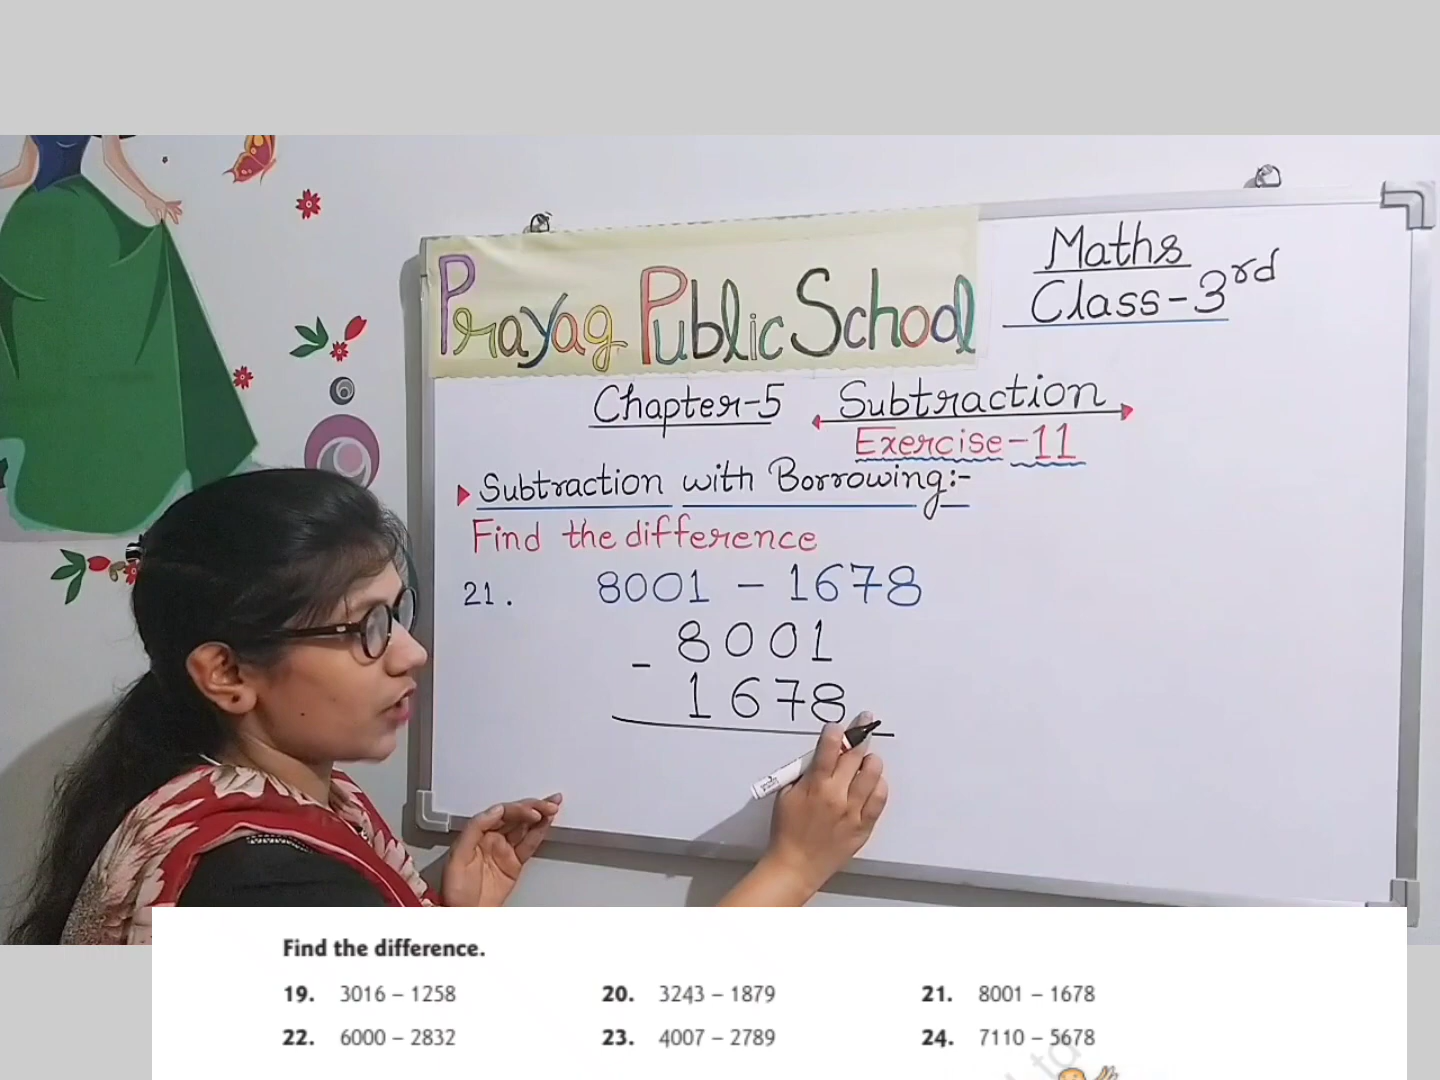 Prayag Public School
Maths
Class-3rd
Chapter-5 Subtraction
Exercise-11
Subtraction with Borrowing:-
Find the difference
21. 8001 - 1678
8001
- 1678
Find the difference.
19. 3016 – 1258 20. 3243 – 1879 21. 8001 – 1678
22. 6000 – 2832 23. 4007 – 2789 24. 7110 – 5678